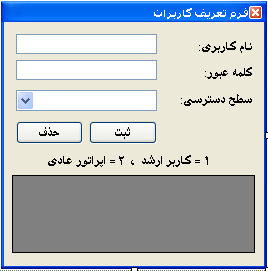 فرم تعریف کاربران
نام کاربری:
کلمه عبور:
سطح دسترسی:
ثبت
حذف
1 = کاربر ارشد ، 2 = اپراتور عادی